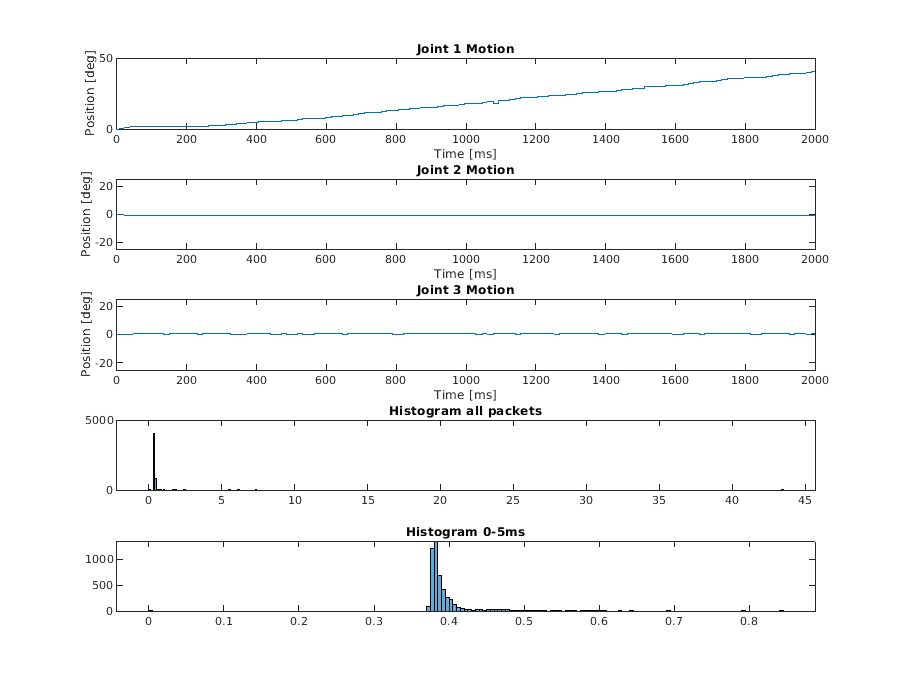 Joint 1 Motion
Position [deg]
50
0
0 200 400 600 800 1000 1200 1400 1600 1800 2000
Time [ms]
Joint 2 Motion
Position [deg]
20
0
-20
0 200 400 600 800 1000 1200 1400 1600 1800 2000
Time [ms]
Joint 3 Motion
Position [deg]
20
0
-20
0 200 400 600 800 1000 1200 1400 1600 1800 2000
Time [ms]
Histogram all packets
5000
0
0 5 10 15 20 25 30 35 40 45
Histogram 0-5ms
1000
500
0
0 0.1 0.2 0.3 0.4 0.5 0.6 0.7 0.8